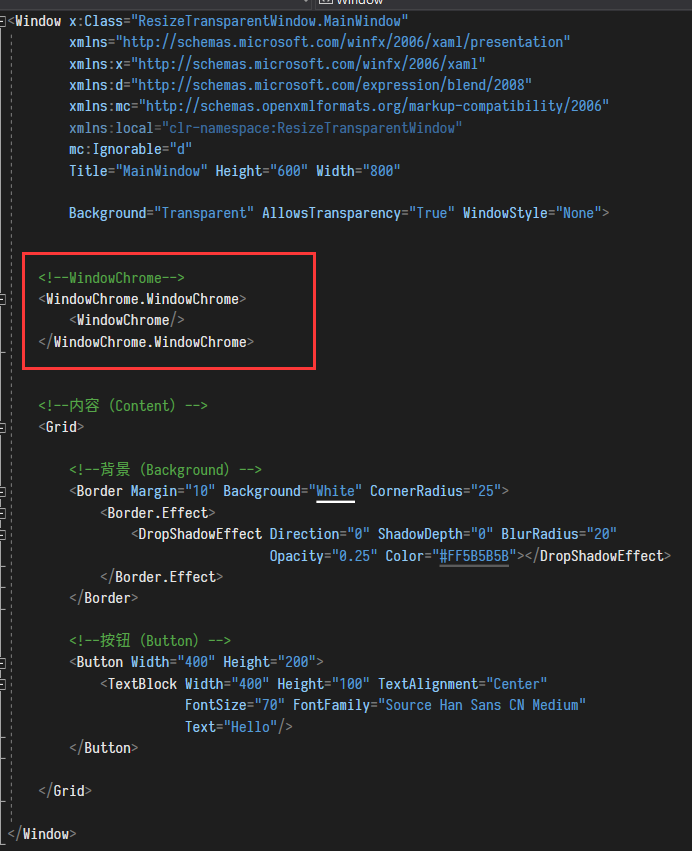 Window
<Window x:Class="ResizeTransparentWindow.MainWindow"
xmlns="http://schemas.microsoft.com/winfx/2006/xaml/presentation"
xmlns:x="http://schemas.microsoft.com/winfx/2006/xaml"
xmlns:d="http://schemas.microsoft.com/expression/blend/2008"
xmlns:mc="http://schemas.openxmlformats.org/markup-compatibility/2006"
xmlns:local="clr-namespace:ResizeTransparentWindow"
mc:Ignorable="d"
Title="MainWindow" Height="600" Width="800"
Background="Transparent" AllowsTransparency="True" WindowStyle="None">
<!--WindowChrome-->
<WindowChrome.WindowChrome>
<WindowChrome/>
</WindowChrome.WindowChrome>
<!--内容（Content）-->
<Grid>
<!--背景（Background）-->
<Border Margin="10" Background="White" CornerRadius="25">
<Border.Effect>
<DropShadowEffect Direction="0" ShadowDepth="0" BlurRadius="20"
Opacity="0.25" Color="#FF5B5B5B"></DropShadowEffect>
</Border.Effect>
</Border>
<!--按钮（Button）-->
<Button Width="400" Height="200">
<TextBlock Width="400" Height="100" TextAlignment="Center"
FontSize="70" FontFamily="Source Han Sans CN Medium"
Text="Hello"/>
</Button>
</Grid>
</Window>